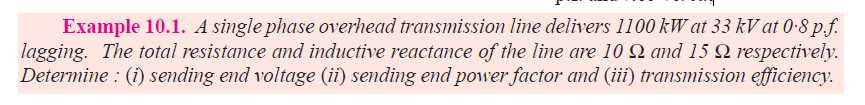 Example 10.1. A single phase overhead transmission line delivers 1100 kW at 33 kV at 0·8 p.f.
lagging. The total resistance and inductive reactance of the line are 10 Ω and 15 Ω respectively.
Determine : (i) sending end voltage (ii) sending end power factor and (iii) transmission efficiency.